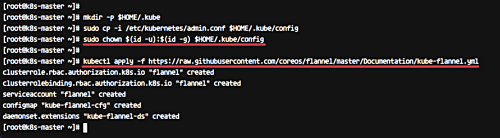 [root@k8s-master ~]#
[root@k8s-master ~]# mkdir -p $HOME/.kube
[root@k8s-master ~]# sudo cp -i /etc/kubernetes/admin.conf $HOME/.kube/config
[root@k8s-master ~]# sudo chown $(id -u):$(id -g) $HOME/.kube/config
[root@k8s-master ~]#
[root@k8s-master ~]# kubectl apply -f https://raw.githubusercontent.com/coreos/flannel/master/Documentation/kube-flannel.yml
clusterrole.rbac.authorization.k8s.io "flannel" created
clusterrolebinding.rbac.authorization.k8s.io "flannel" created
serviceaccount "flannel" created
configmap "kube-flannel-cfg" created
daemonset.extensions "kube-flannel-ds" created
[root@k8s-master ~]#